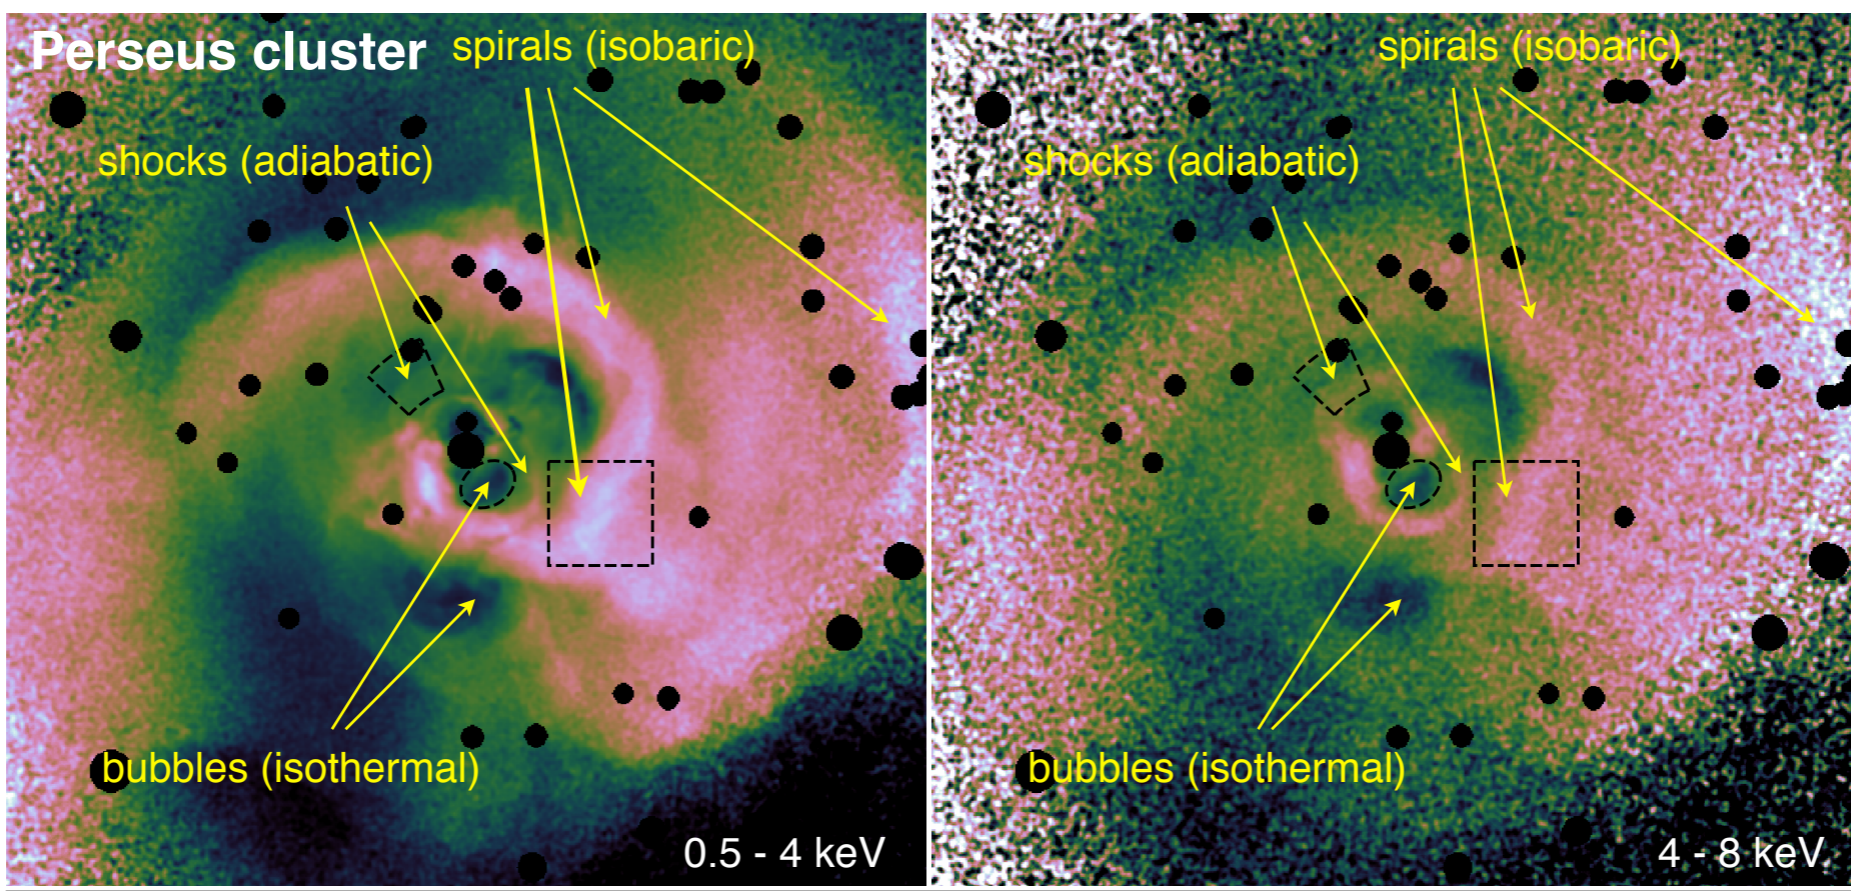 Perseus cluster
spirals (isobaric)
shocks (adiabatic)
bubbles (isothermal)
0.5 - 4 keV
spirals (isobaric)
shocks (adiabatic)
bubbles (isothermal)
4 - 8 keV